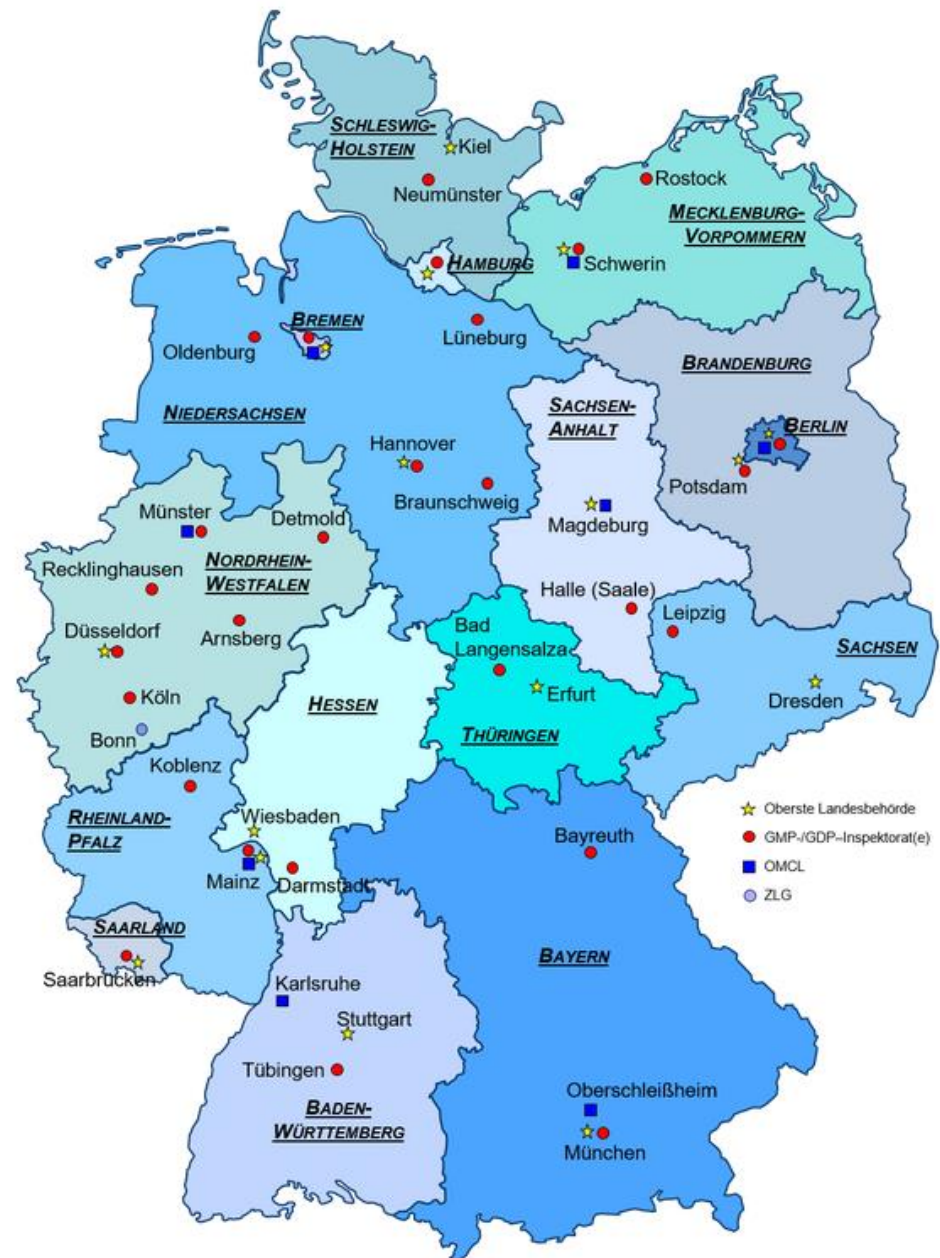 SCHLESWIG-
HOLSTEIN
Kiel
Neumünster
Rostock
MECKLENBURG-
VORPOMMERN
Schwerin
HAMBURG
BREMEN
Oldenburg
Lüneburg
NIEDERSACHSEN
BRANDENBURG
SACHSEN-
ANHALT
BERLIN
Hannover
Braunschweig
Potsdam
Magdeburg
Münster
Detmold
NORDRHEIN-
WESTFALEN
Recklinghausen
Halle (Saale)
Leipzig
Düsseldorf
Arnsberg
Bad
Langensalza
SACHSEN
Köln
HESSEN
Erfurt
Dresden
Bonn
THÜRINGEN
Koblenz
RHEINLAND-
PFALZ
Wiesbaden
Mainz
Darmstadt
Bayreuth
Oberste Landesbehörde
GMP-/GDP–Inspektorat(e)
OMCL
ZLG
SAARLAND
Saarbrücken
BAYERN
Karlsruhe
Stuttgart
Tübingen
BADEN-
WÜRTTEMBERG
Oberschleißheim
München